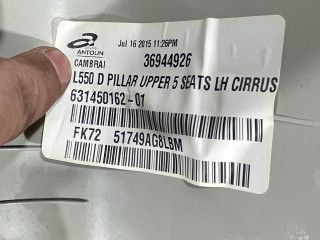 Jul 16 2015 11:26PM
GRUPO
ANTOLIN
CAMBRAI
36944926
L550 D PILLAR UPPER 5 SEATS LH CIRRUS
631450162-01
FK72 51749AG8LBM